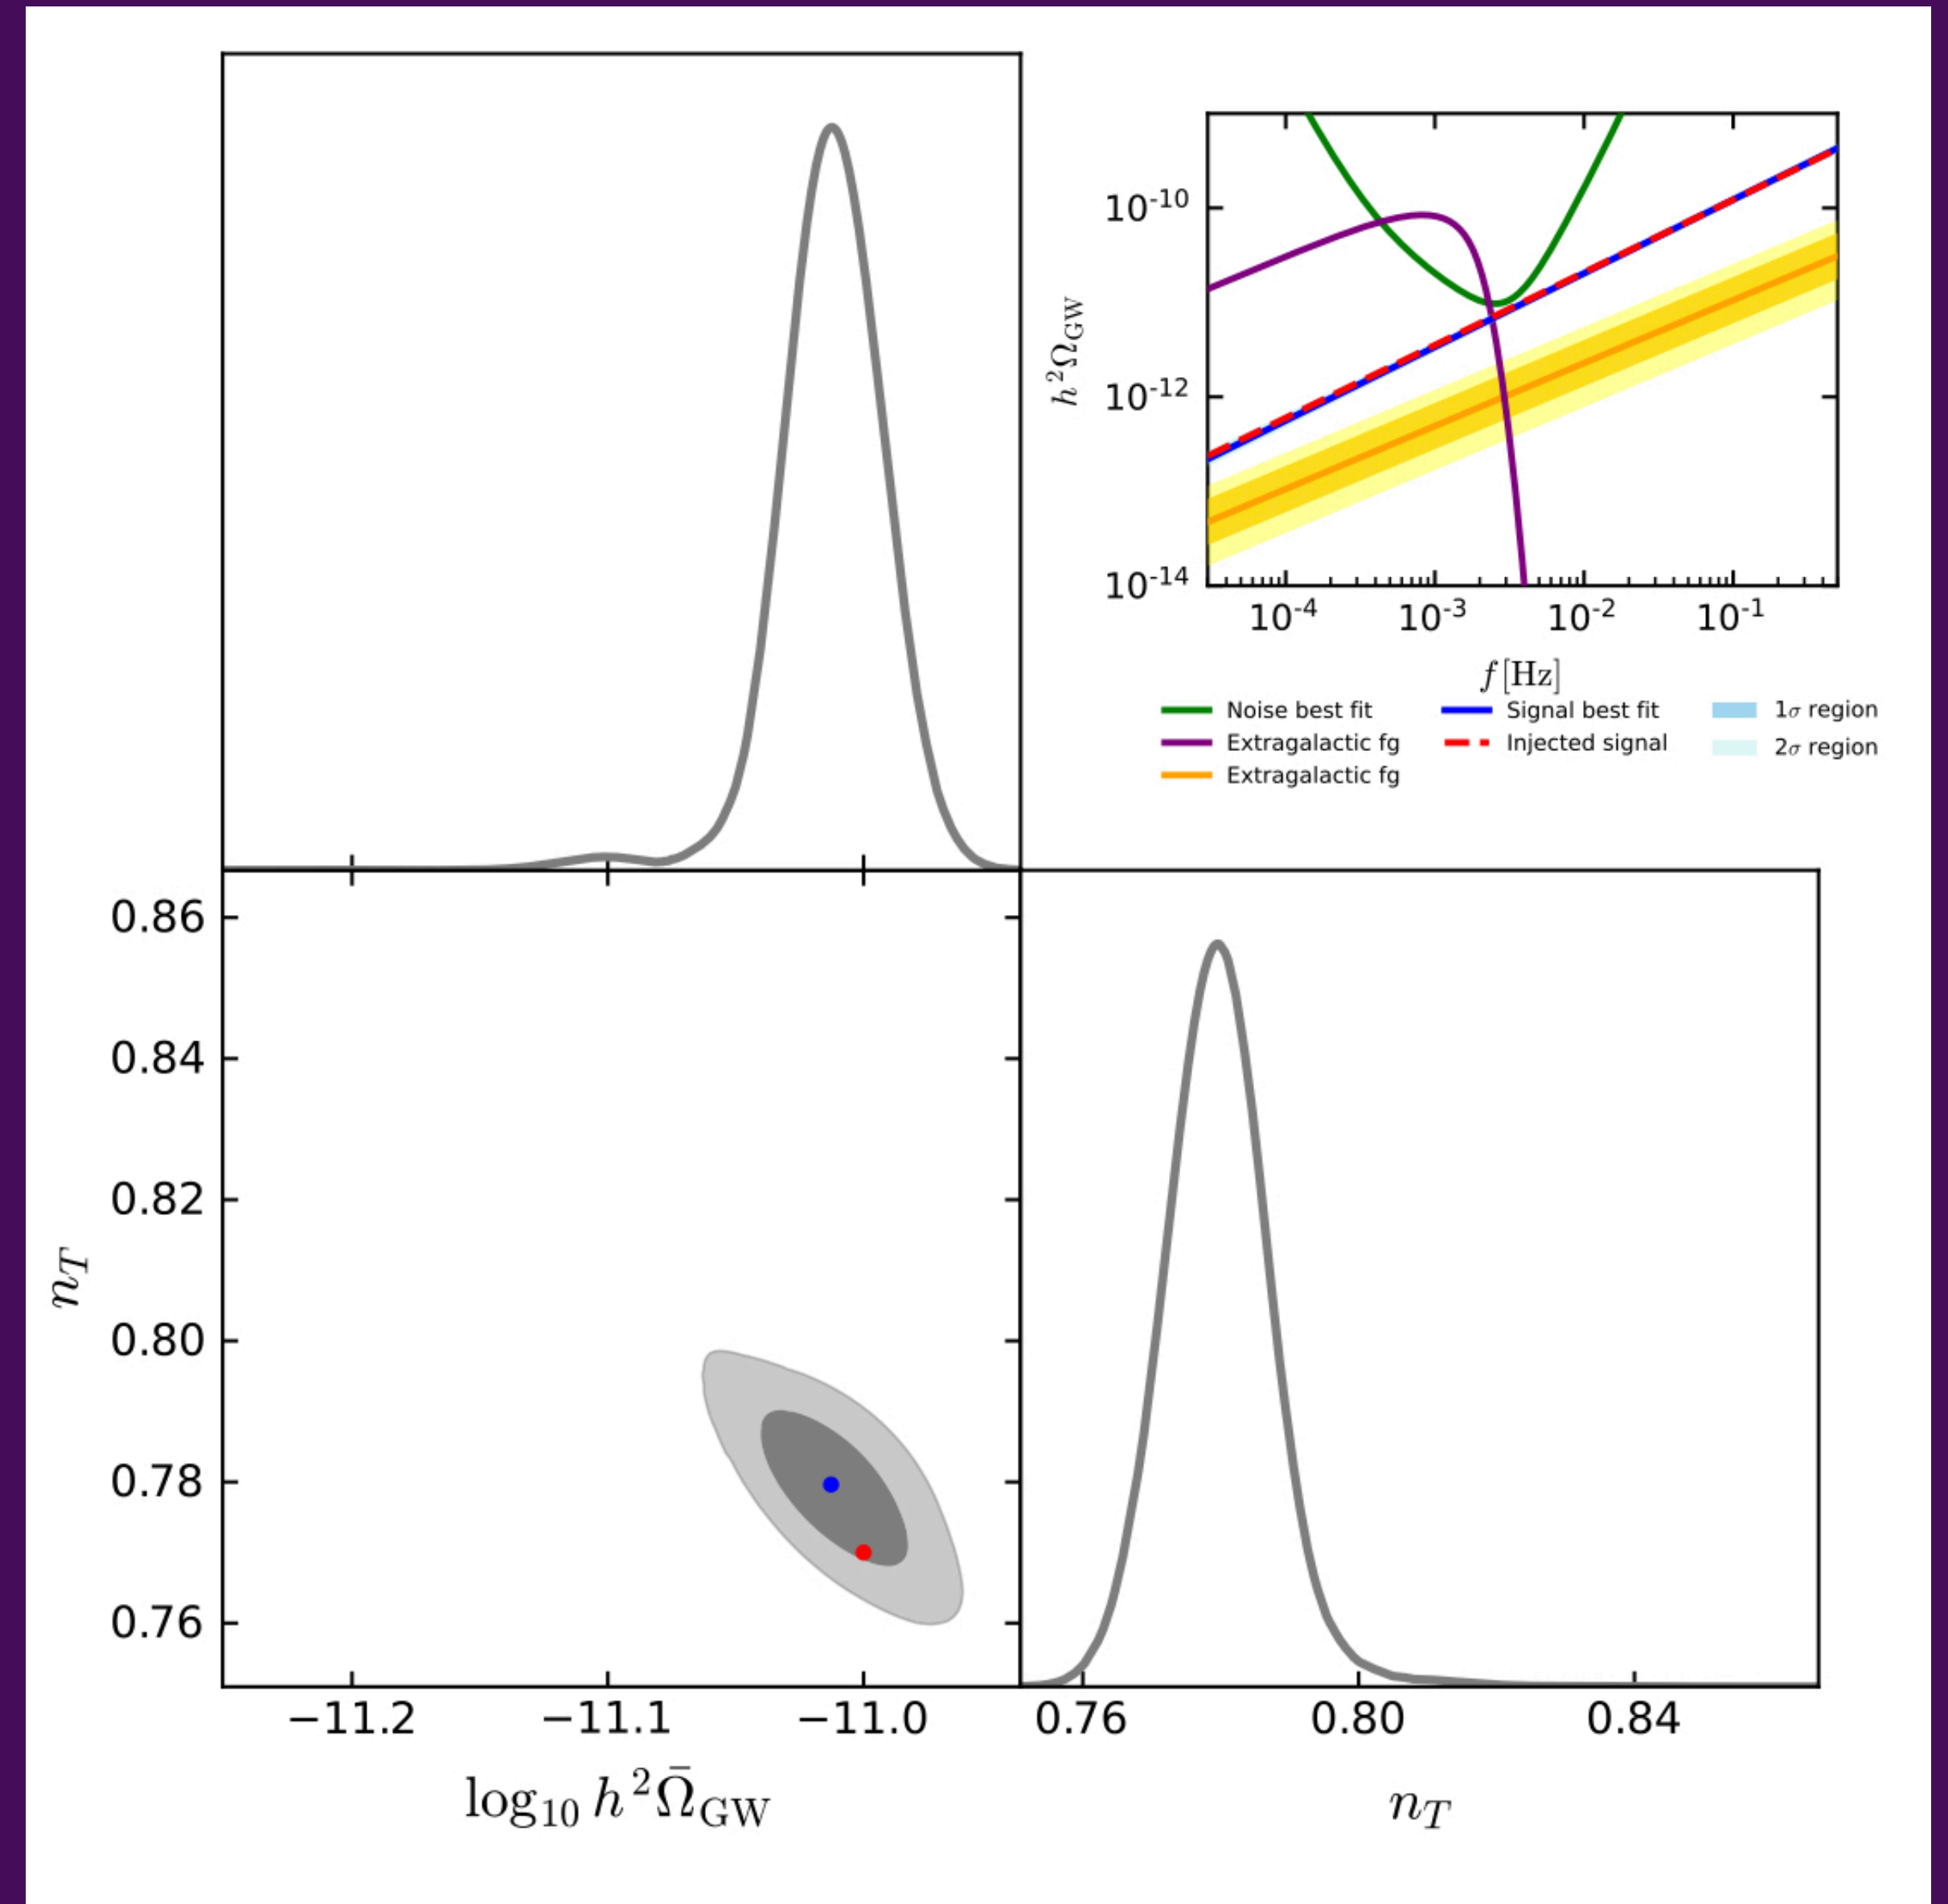 10-10
10-12
10-14
h²Ω_GW
10-4 10-3 10-2 10-1
f [Hz]
Noise best fit
Extragalactic fg
Extragalactic fg
Signal best fit
Injected signal
1σ region
2σ region
0.86
0.84
0.82
0.80
0.78
0.76
n_T
−11.2 −11.1 −11.0
log₁₀ h²Ω̄_GW
0.76 0.80 0.84
n_T